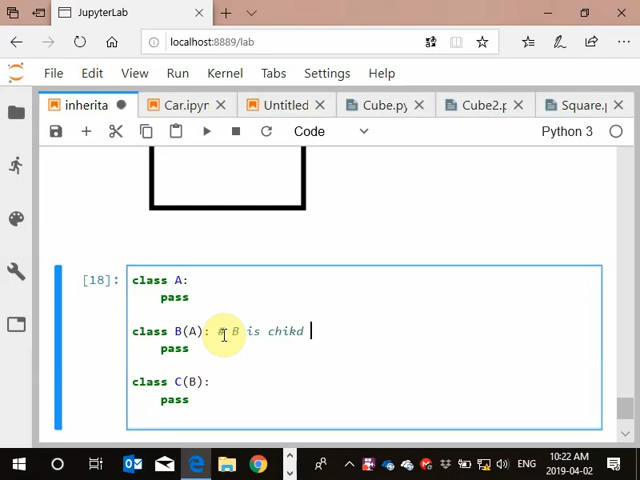 JupyterLab
localhost:8889/lab
File Edit View Run Kernel Tabs Settings Help
inherita Car.ipyn Untitled Cube.py Cube2.p Square.
Code Python 3
[18]: class A:
pass
class B(A): # B is chikd
pass
class C(B):
pass
ENG 10:22 AM
2019-04-02